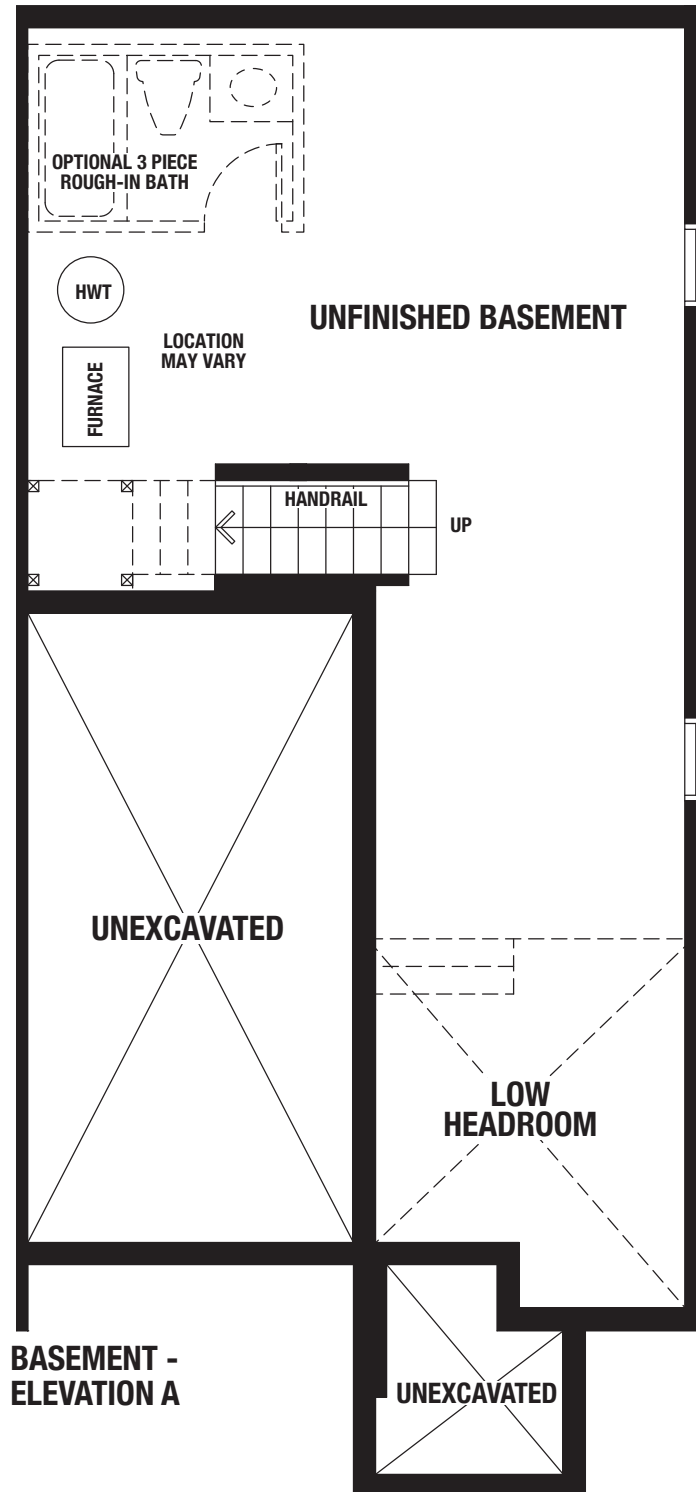 OPTIONAL 3 PIECE
ROUGH-IN BATH
HWT
UNFINISHED BASEMENT
LOCATION
MAY VARY
FURNACE
HANDRAIL
UP
UNEXCAVATED
LOW
HEADROOM
BASEMENT -
ELEVATION A
UNEXCAVATED